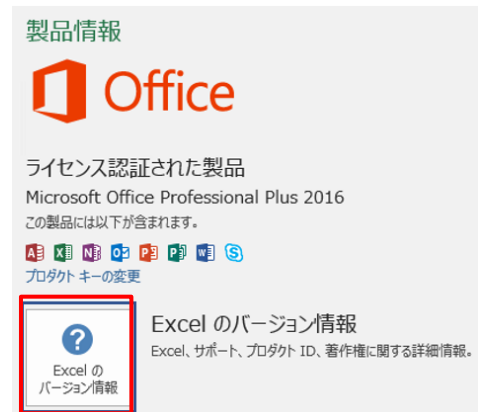 製品情報
Office
ライセンス認証された製品
Microsoft Office Professional Plus 2016
この製品には以下が含まれます。
プロダクト キーの変更
Excel のバージョン情報
Excel、サポート、プロダクト ID、著作権に関する詳細情報。
Excel の
バージョン情報